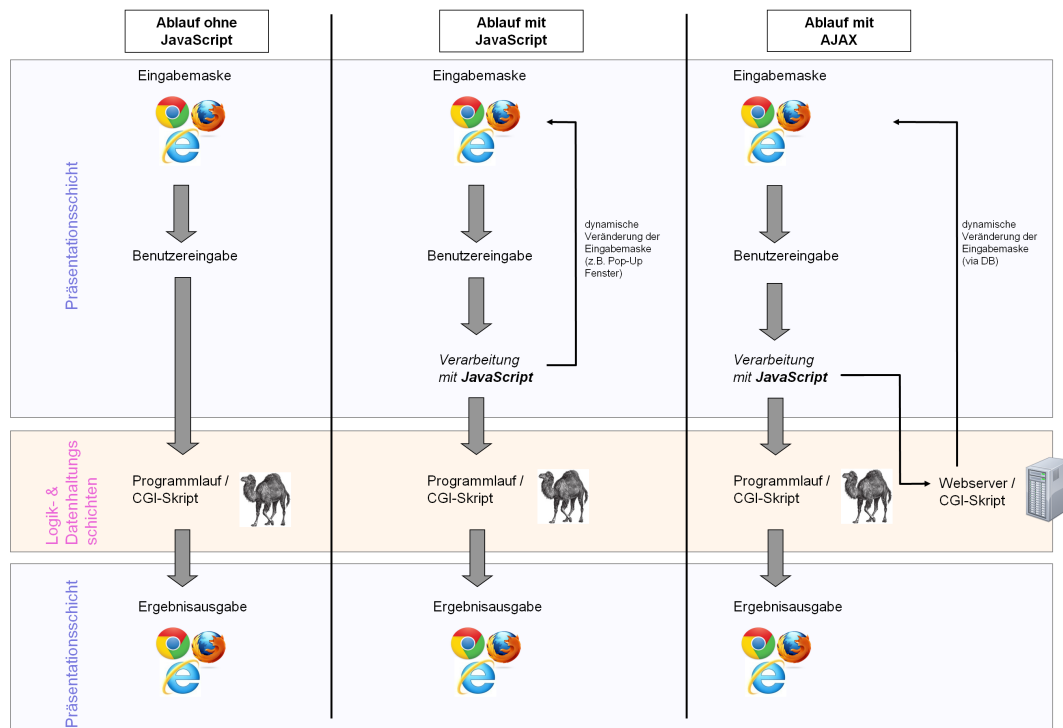 Ablauf ohne
JavaScript
Ablauf mit
JavaScript
Ablauf mit
AJAX
Präsentationsschicht
Eingabemaske
Eingabemaske
Eingabemaske
dynamische
Veränderung der
Eingabemaske
(z.B. Pop-Up
Fenster)
dynamische
Veränderung der
Eingabemaske
(via DB)
Benutzereingabe
Benutzereingabe
Benutzereingabe
Verarbeitung
mit JavaScript
Verarbeitung
mit JavaScript
Logik- &
Datenhaltungs
schichten
Programmlauf /
CGI-Skript
Programmlauf /
CGI-Skript
Programmlauf /
CGI-Skript
Webserver /
CGI-Skript
Präsentationsschicht
Ergebnisausgabe
Ergebnisausgabe
Ergebnisausgabe